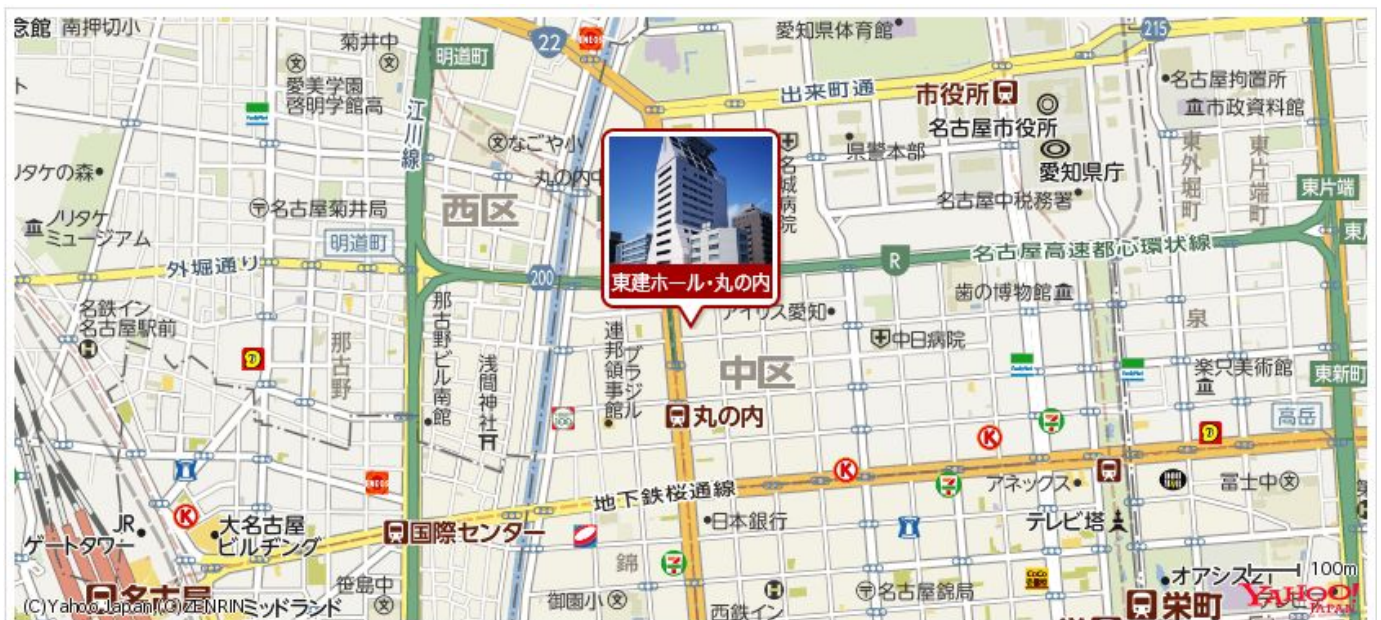 念館
南押切小
菊井中
明道町
22
ENEOS
愛知県体育館
215
愛美学園
啓明学館高
FamilyMart
江川線
出来町通
市役所
名古屋拘置所
市政資料館
なごや小
名古屋市役所
県警本部
東外堀町
東片端町
リタケの森
丸の内中
名城病院
愛知県庁
東片端
名古屋菊井局
西区
名古屋中税務署
ノリタケ
ミュージアム
明道町
名古屋高速都心環状線
R
外堀通り
200
東建ホール・丸の内
歯の博物館
名鉄イン
名古屋駅前
那古野ビル南館
アイリス愛知
泉
那古野
浅間神社
ブラジル
連邦領事館
中日病院
中区
FamilyMart
楽只美術館
東新町
丸の内
高岳
K
K
地下鉄桜通線
アネックス
冨士中
K
JR
ゲートタワー
大名古屋
ビルヂング
国際センター
ENEOS
日本銀行
テレビ塔
錦
笹島中
御園小
西鉄イン
名古屋錦局
オアシス21
100m
名古屋
(C)Yahoo Japan,(C)ZENRIN
ミッドランド
栄町
YAHOO!
JAPAN